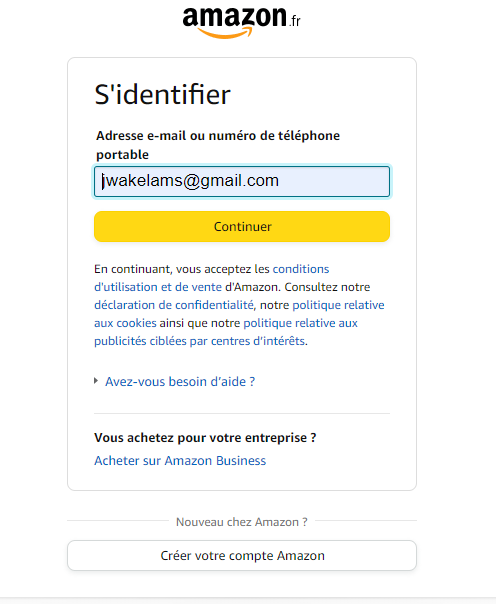 amazon.fr
S'identifier
Adresse e-mail ou numéro de téléphone
portable
jwakelams@gmail.com
Continuer
En continuant, vous acceptez les conditions
d'utilisation et de vente d'Amazon. Consultez notre
déclaration de confidentialité, notre politique relative
aux cookies ainsi que notre politique relative aux
publicités ciblées par centres d'intérêts.
Avez-vous besoin d'aide ?
Vous achetez pour votre entreprise ?
Acheter sur Amazon Business
Nouveau chez Amazon ?
Créer votre compte Amazon